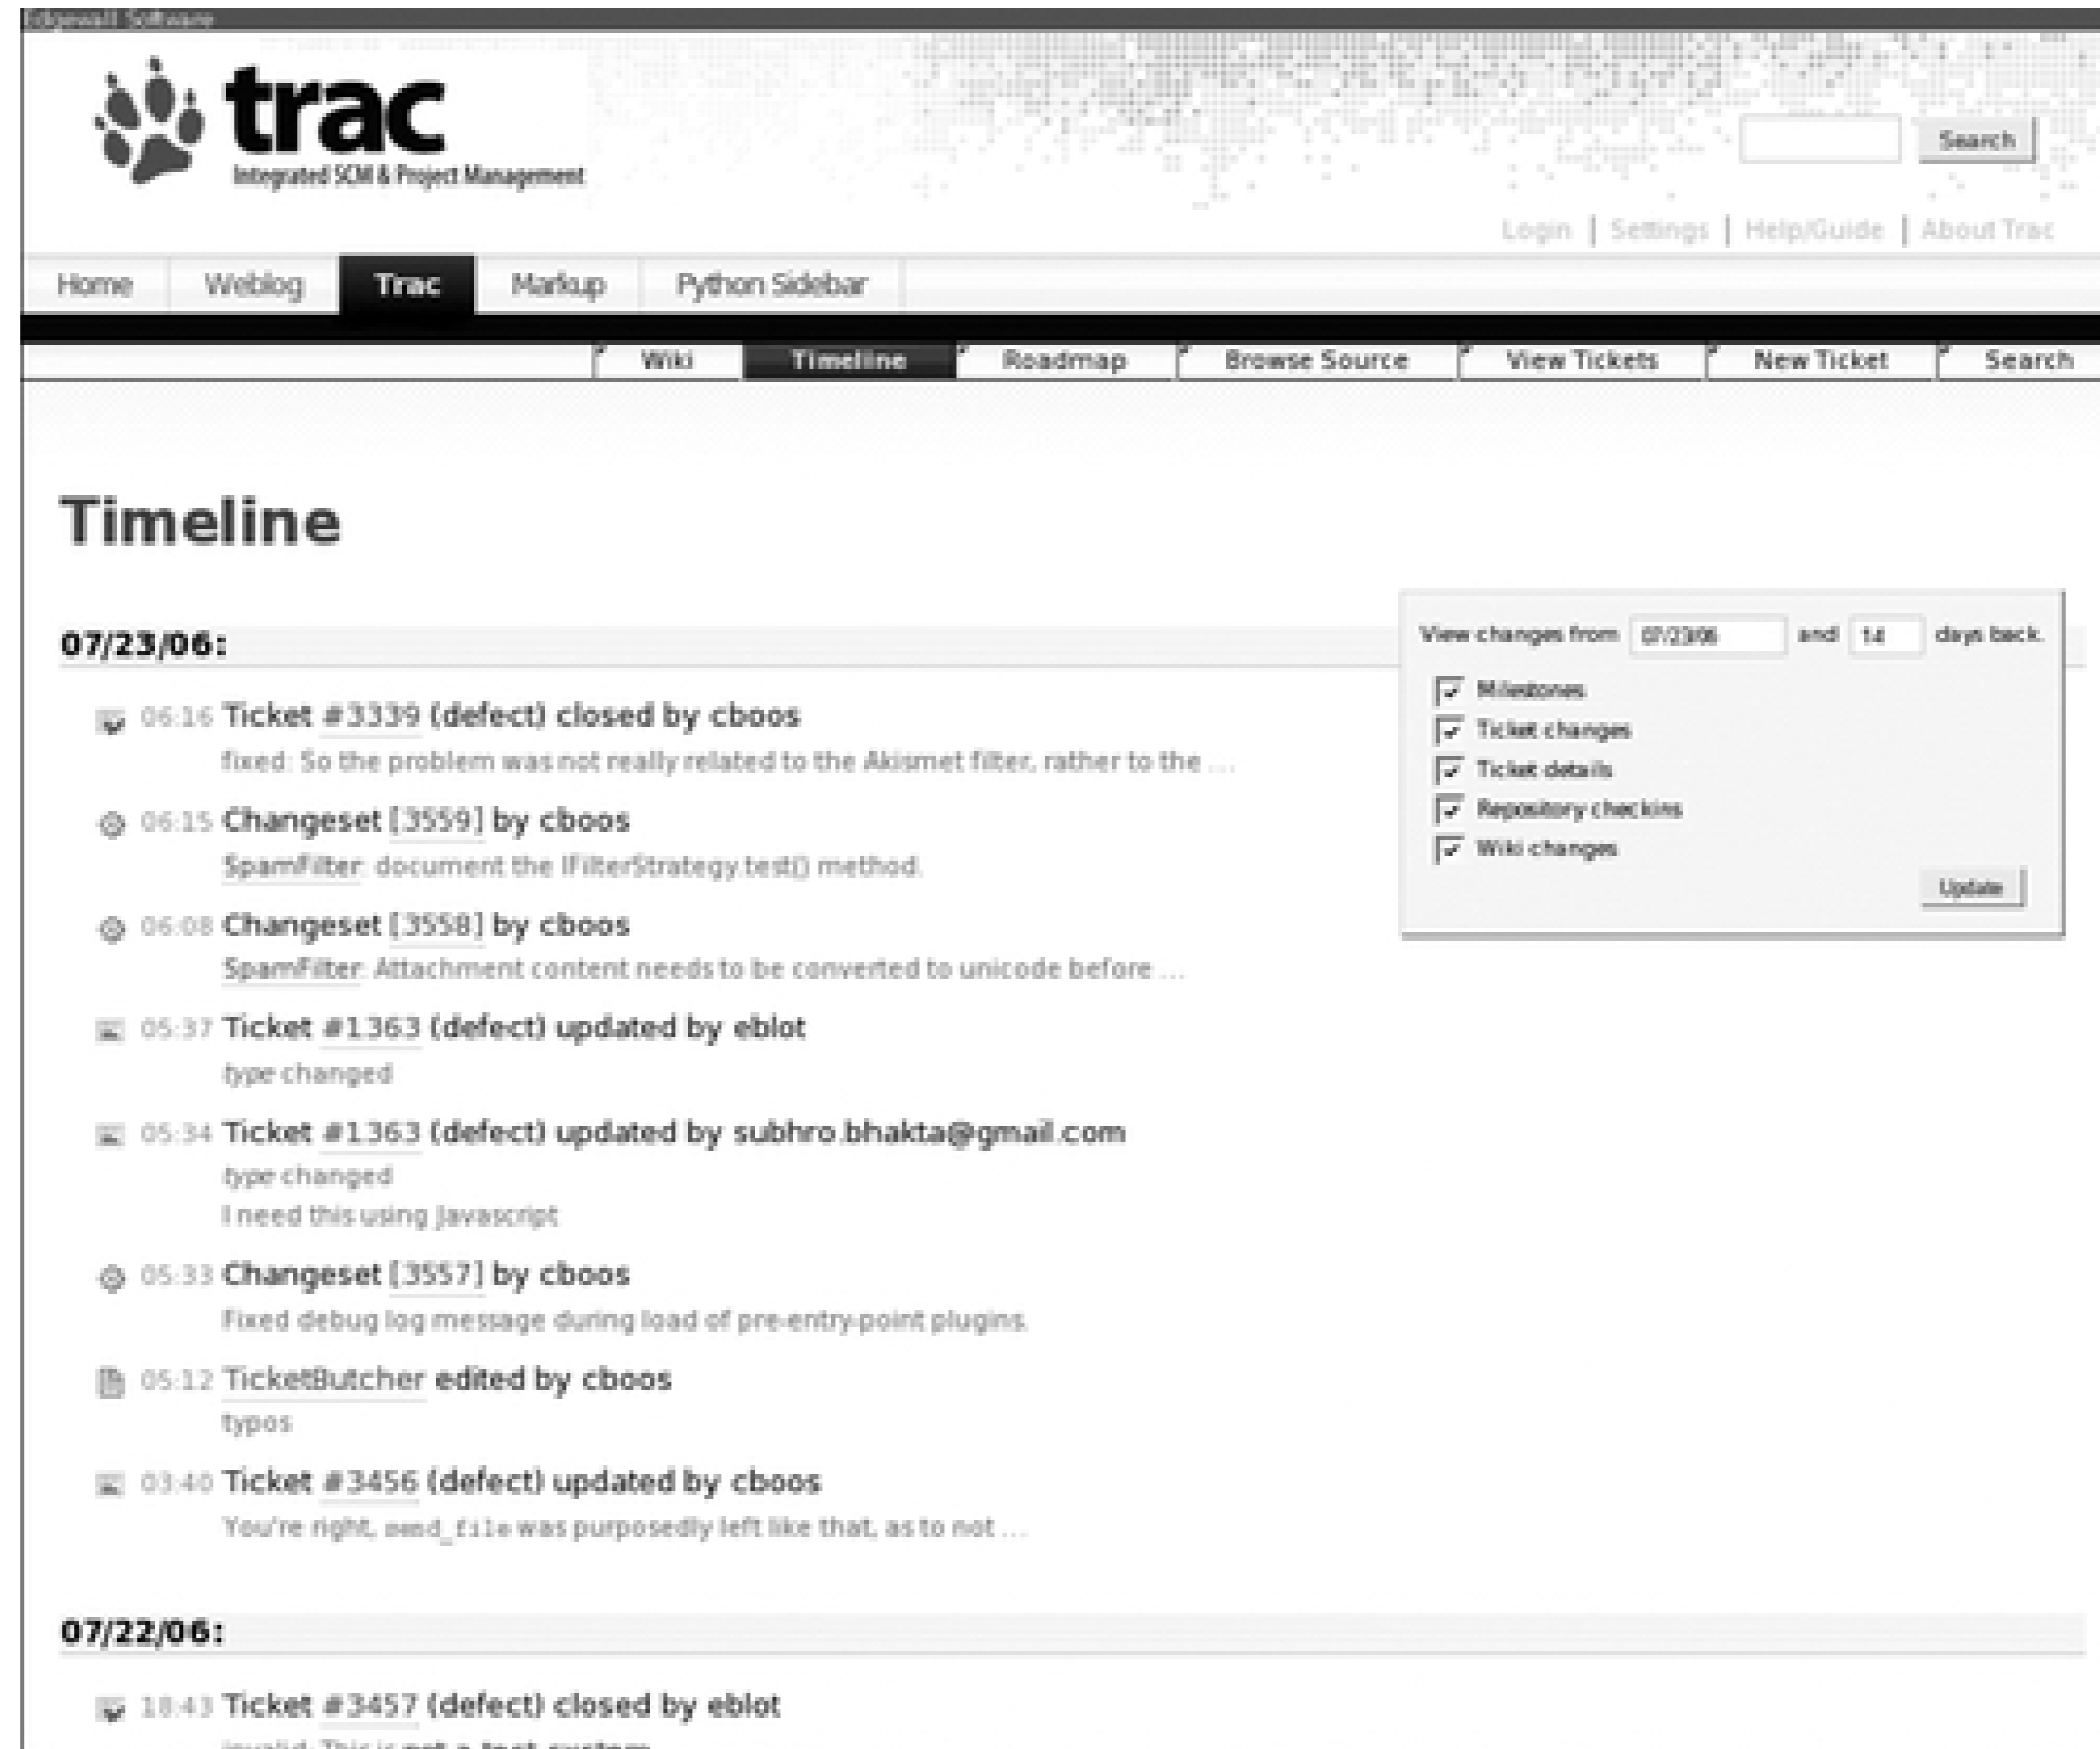 Edgewall Software
trac
Integrated SCM & Project Management
Search
Login | Settings | Help/Guide | About Trac
Home Weblog Trac Markup Python Sidebar
Wiki Timeline Roadmap Browse Source View Tickets New Ticket Search
Timeline
View changes from 07/23/06 and 14 days back.
Milestones
Ticket changes
Ticket details
Repository checkins
Wiki changes
Update
07/23/06:
06:16 Ticket #3339 (defect) closed by cboos
fixed: So the problem was not really related to the Akismet filter, rather to the ...
06:15 Changeset [3559] by cboos
SpamFilter: document the IFilterStrategy.test() method.
06:08 Changeset [3558] by cboos
SpamFilter: Attachment content needs to be converted to unicode before ...
05:37 Ticket #1363 (defect) updated by eblot
type changed
05:34 Ticket #1363 (defect) updated by subhro.bhakta@gmail.com
type changed
I need this using Javascript
05:33 Changeset [3557] by cboos
Fixed debug log message during load of pre-entry-point plugins.
05:12 TicketButcher edited by cboos
typos
03:40 Ticket #3456 (defect) updated by cboos
You're right, send_file was purposedly left like that, as to not ...
07/22/06:
18:43 Ticket #3457 (defect) closed by eblot
invalid: This is not a test system